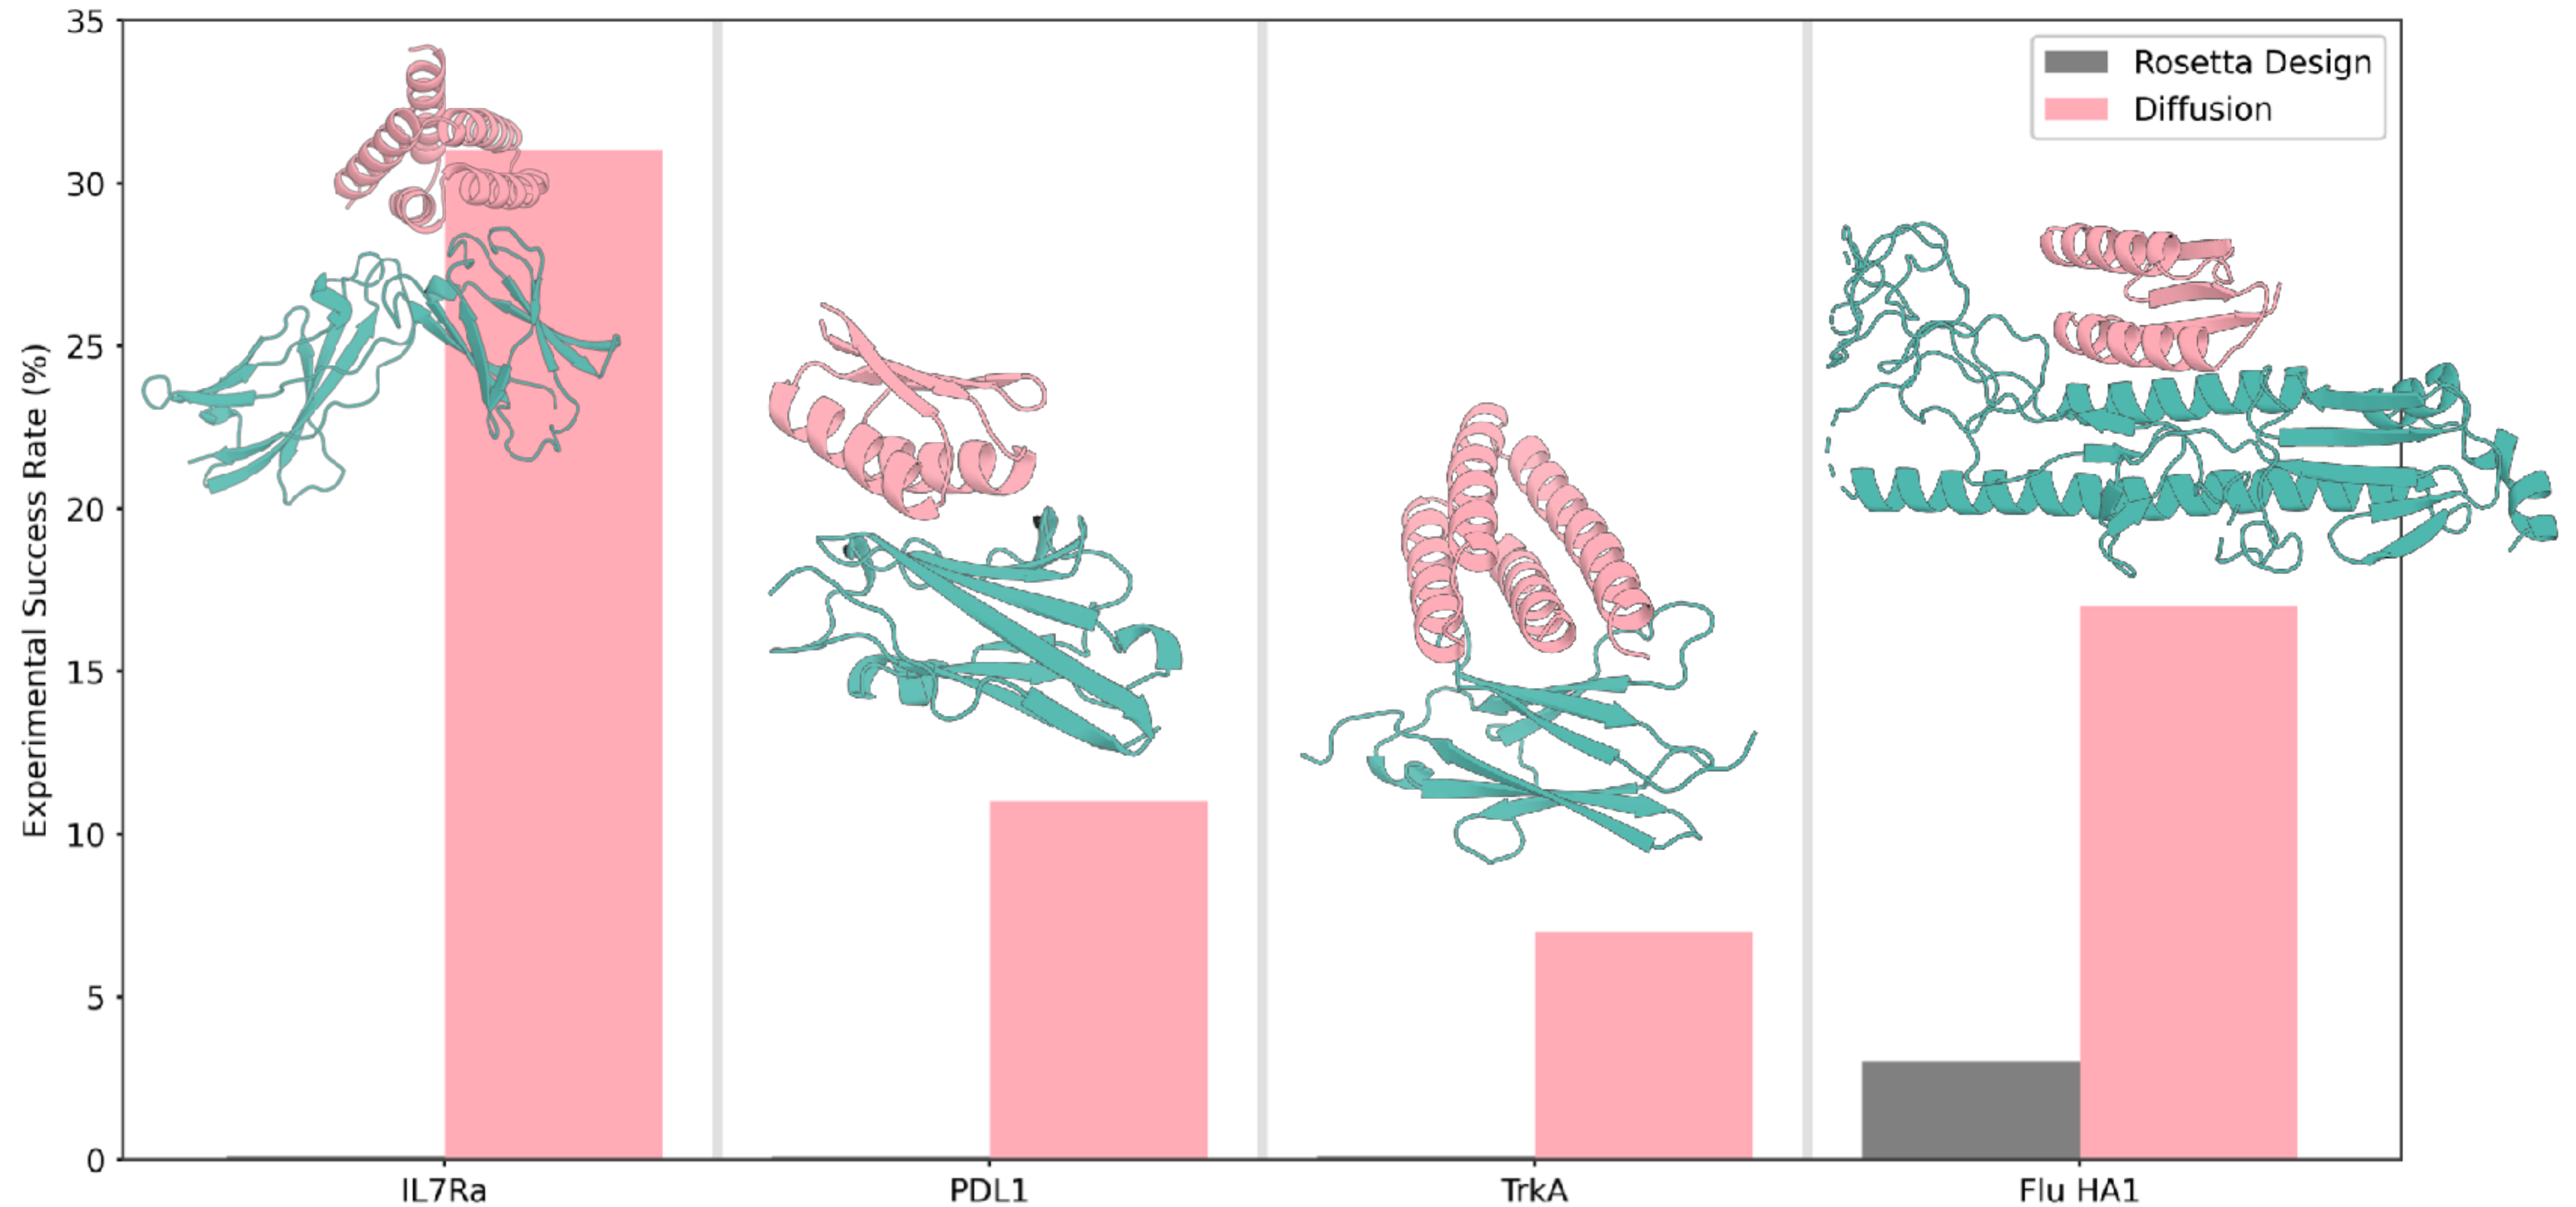 Experimental Success Rate (%)
35
30
25
20
15
10
5
0
Rosetta Design
Diffusion
IL7Ra
PDL1
TrkA
Flu HA1